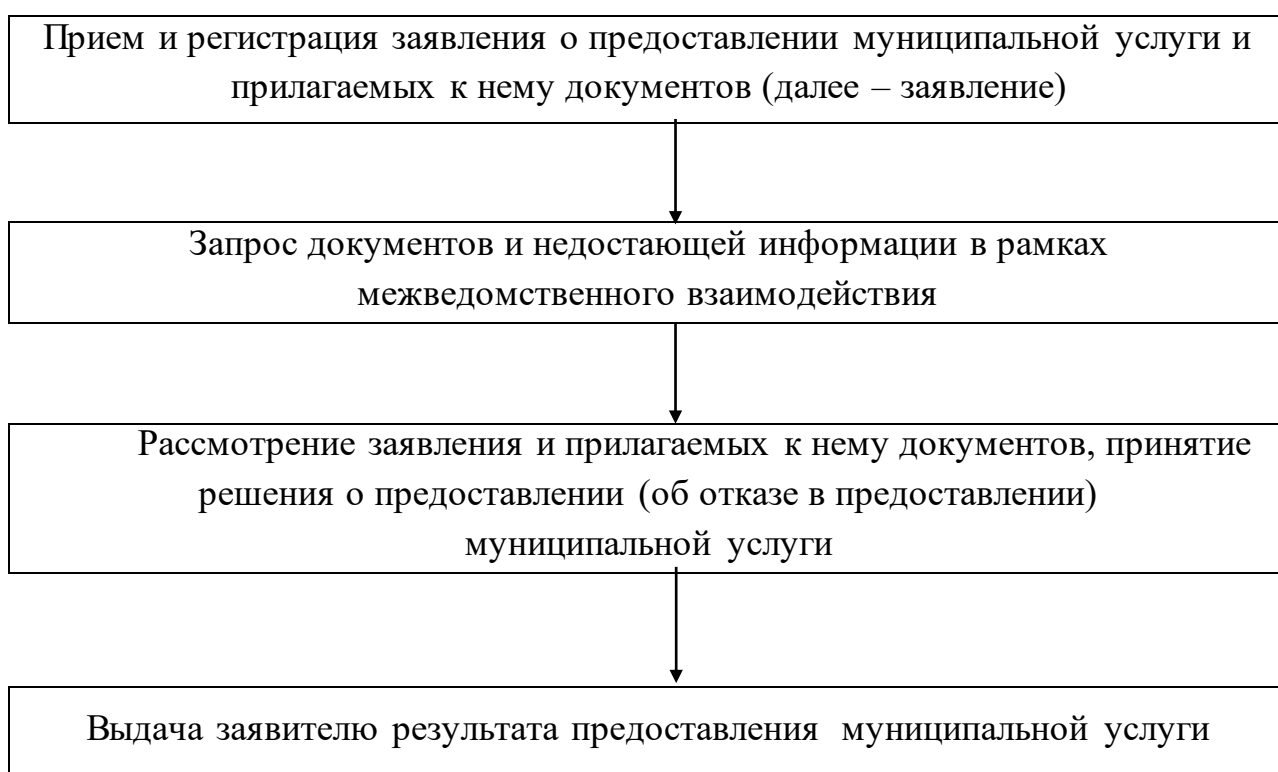 Прием и регистрация заявления о предоставлении муниципальной услуги и
прилагаемых к нему документов (далее – заявление)
Запрос документов и недостающей информации в рамках
межведомственного взаимодействия
Рассмотрение заявления и прилагаемых к нему документов, принятие
решения о предоставлении (об отказе в предоставлении)
муниципальной услуги
Выдача заявителю результата предоставления муниципальной услуги